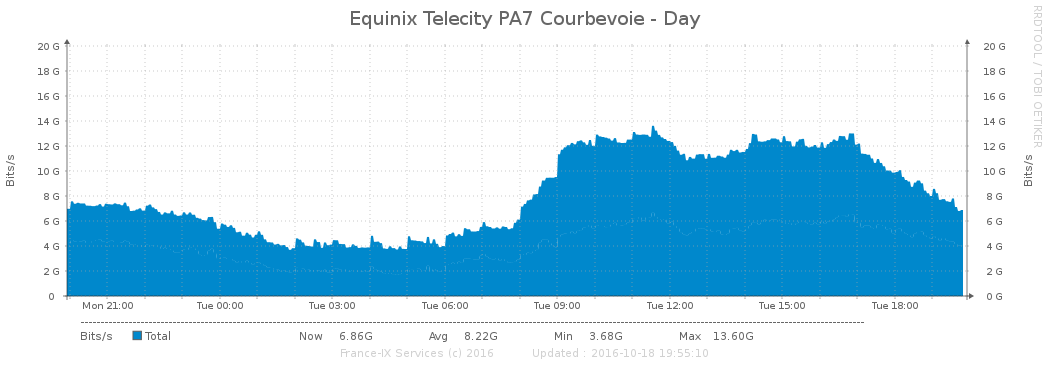 Equinix Telecity PA7 Courbevoie - Day
RRDTOOL / TOBI OETIKER
Bits/s
20 G 20 G
18 G 18 G
16 G 16 G
14 G 14 G
12 G 12 G
10 G 10 G
8 G 8 G
6 G 6 G
4 G 4 G
2 G 2 G
0 0 G
Bits/s
Mon 21:00 Tue 00:00 Tue 03:00 Tue 06:00 Tue 09:00 Tue 12:00 Tue 15:00 Tue 18:00
Bits/s Total Now 6.86G Avg 8.22G Min 3.68G Max 13.60G
France-IX Services (c) 2016 Updated : 2016-10-18 19:55:10